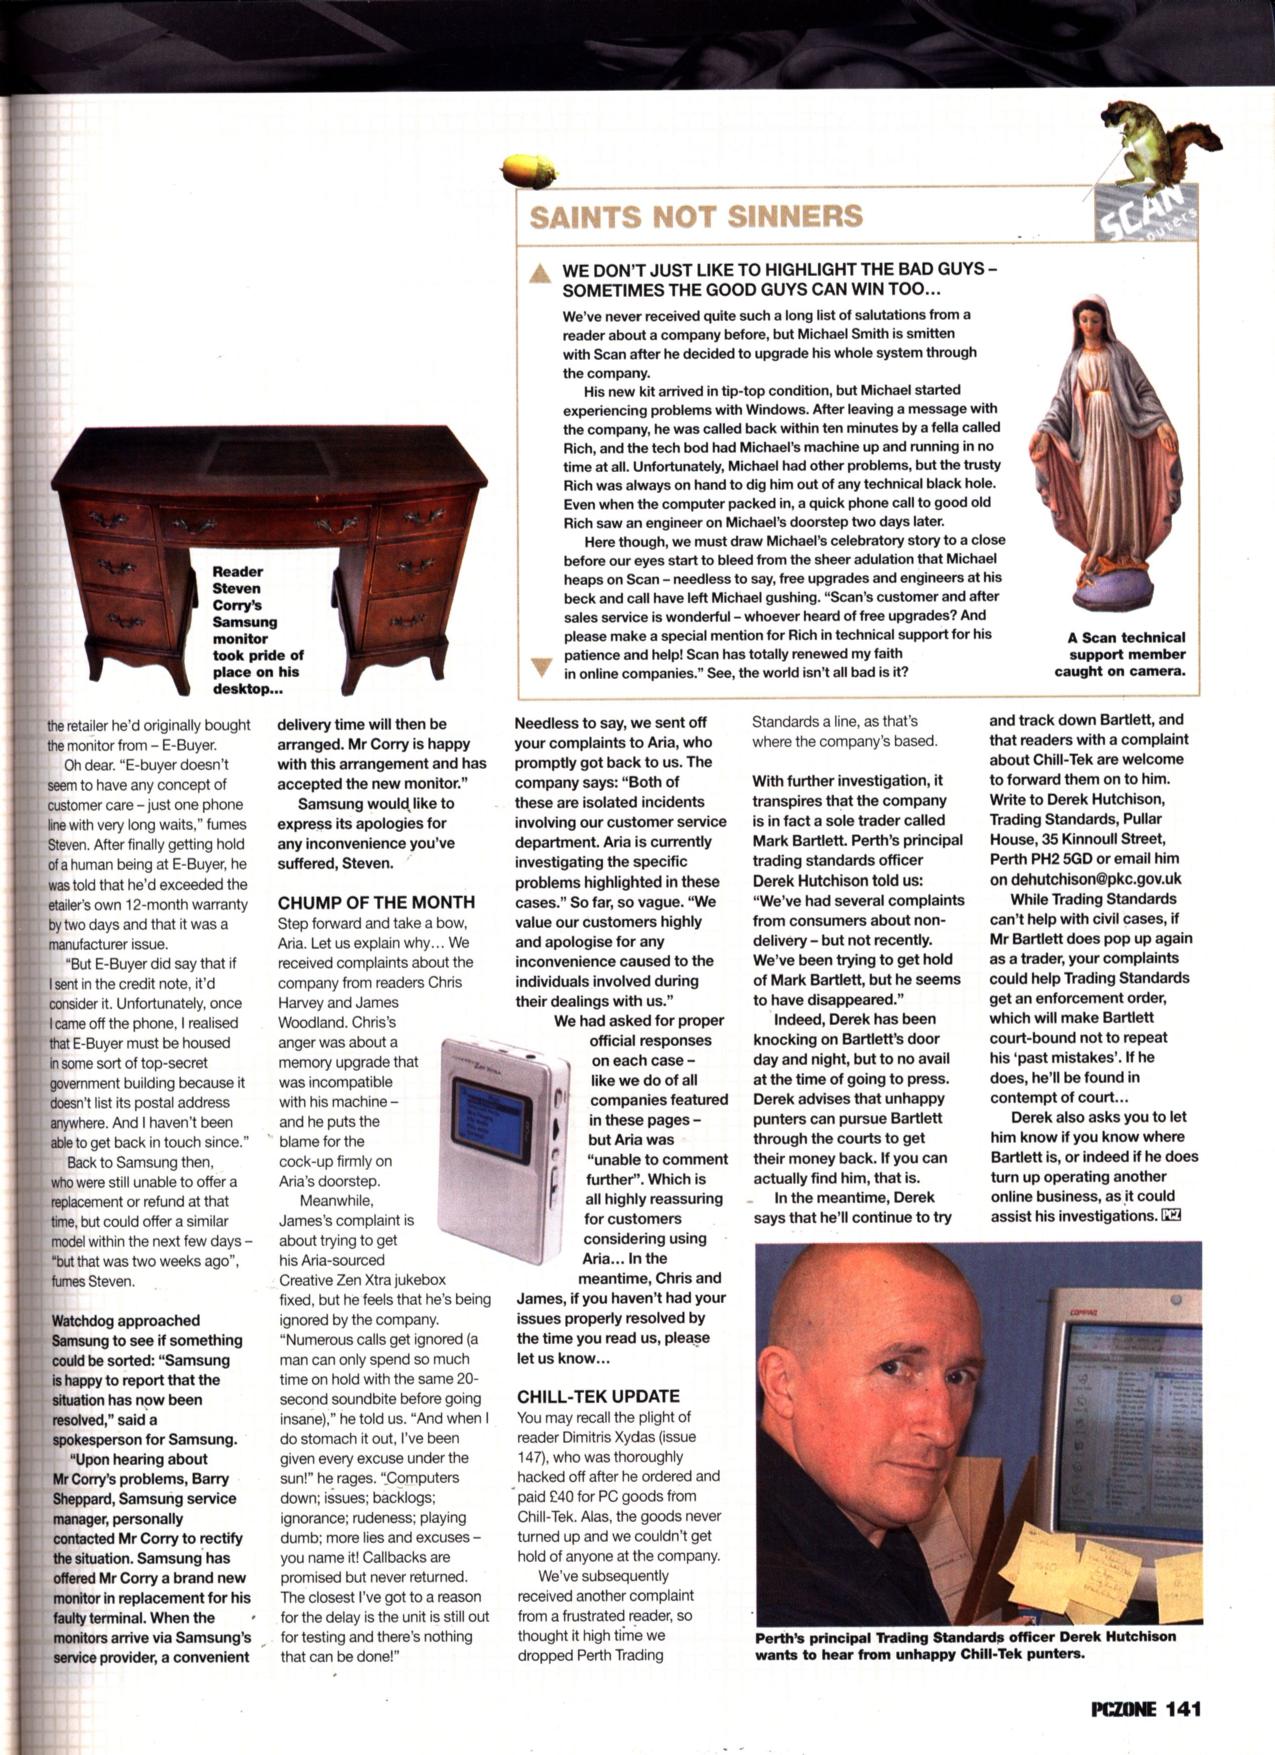 SCAN
SAINTS NOT SINNERS
WE DON'T JUST LIKE TO HIGHLIGHT THE BAD GUYS –
SOMETIMES THE GOOD GUYS CAN WIN TOO...
We've never received quite such a long list of salutations from a
reader about a company before, but Michael Smith is smitten
with Scan after he decided to upgrade his whole system through
the company.
His new kit arrived in tip-top condition, but Michael started
experiencing problems with Windows. After leaving a message with
the company, he was called back within ten minutes by a fella called
Rich, and the tech bod had Michael's machine up and running in no
time at all. Unfortunately, Michael had other problems, but the trusty
Rich was always on hand to dig him out of any technical black hole.
Even when the computer packed in, a quick phone call to good old
Rich saw an engineer on Michael's doorstep two days later.
Here though, we must draw Michael's celebratory story to a close
before our eyes start to bleed from the sheer adulation that Michael
heaps on Scan – needless to say, free upgrades and engineers at his
beck and call have left Michael gushing. “Scan's customer and after
sales service is wonderful – whoever heard of free upgrades? And
please make a special mention for Rich in technical support for his
patience and help! Scan has totally renewed my faith
in online companies.” See, the world isn't all bad is it?
A Scan technical
support member
caught on camera.
Reader
Steven
Corry's
Samsung
monitor
took pride of
place on his
desktop...
the retailer he'd originally bought
the monitor from – E-Buyer.
Oh dear. “E-buyer doesn't
seem to have any concept of
customer care – just one phone
line with very long waits,” fumes
Steven. After finally getting hold
of a human being at E-Buyer, he
was told that he'd exceeded the
etailer's own 12-month warranty
by two days and that it was a
manufacturer issue.
“But E-Buyer did say that if
I sent in the credit note, it'd
consider it. Unfortunately, once
I came off the phone, I realised
that E-Buyer must be housed
in some sort of top-secret
government building because it
doesn't list its postal address
anywhere. And I haven't been
able to get back in touch since.”
Back to Samsung then,
who were still unable to offer a
replacement or refund at that
time, but could offer a similar
model within the next few days –
“but that was two weeks ago”,
fumes Steven.
Watchdog approached
Samsung to see if something
could be sorted: “Samsung
is happy to report that the
situation has now been
resolved,” said a
spokesperson for Samsung.
“Upon hearing about
Mr Corry's problems, Barry
Sheppard, Samsung service
manager, personally
contacted Mr Corry to rectify
the situation. Samsung has
offered Mr Corry a brand new
monitor in replacement for his
faulty terminal. When the
monitors arrive via Samsung's
service provider, a convenient
delivery time will then be
arranged. Mr Corry is happy
with this arrangement and has
accepted the new monitor.”
Samsung would like to
express its apologies for
any inconvenience you've
suffered, Steven.
CHUMP OF THE MONTH
Step forward and take a bow,
Aria. Let us explain why... We
received complaints about the
company from readers Chris
Harvey and James
Woodland. Chris's
anger was about a
memory upgrade that
was incompatible
with his machine –
and he puts the
blame for the
cock-up firmly on
Aria's doorstep.
Meanwhile,
James's complaint is
about trying to get
his Aria-sourced
Creative Zen Xtra jukebox
fixed, but he feels that he's being
ignored by the company.
“Numerous calls get ignored (a
man can only spend so much
time on hold with the same 20-
second soundbite before going
insane),” he told us. “And when I
do stomach it out, I've been
given every excuse under the
sun!” he rages. “Computers
down; issues; backlogs;
ignorance; rudeness; playing
dumb; more lies and excuses –
you name it! Callbacks are
promised but never returned.
The closest I've got to a reason
for the delay is the unit is still out
for testing and there's nothing
that can be done!”
Needless to say, we sent off
your complaints to Aria, who
promptly got back to us. The
company says: “Both of
these are isolated incidents
involving our customer service
department. Aria is currently
investigating the specific
problems highlighted in these
cases.” So far, so vague. “We
value our customers highly
and apologise for any
inconvenience caused to the
individuals involved during
their dealings with us.”
We had asked for proper
official responses
on each case –
like we do of all
companies featured
in these pages –
but Aria was
“unable to comment
further”. Which is
all highly reassuring
for customers
considering using
Aria... In the
meantime, Chris and
James, if you haven't had your
issues properly resolved by
the time you read us, please
let us know...
CHILL-TEK UPDATE
You may recall the plight of
reader Dimitris Xydas (issue
147), who was thoroughly
hacked off after he ordered and
paid £40 for PC goods from
Chill-Tek. Alas, the goods never
turned up and we couldn't get
hold of anyone at the company.
We've subsequently
received another complaint
from a frustrated reader, so
thought it high time we
dropped Perth Trading
Standards a line, as that's
where the company's based.
With further investigation, it
transpires that the company
is in fact a sole trader called
Mark Bartlett. Perth's principal
trading standards officer
Derek Hutchison told us:
“We've had several complaints
from consumers about non-
delivery – but not recently.
We've been trying to get hold
of Mark Bartlett, but he seems
to have disappeared.”
Indeed, Derek has been
knocking on Bartlett's door
day and night, but to no avail
at the time of going to press.
Derek advises that unhappy
punters can pursue Bartlett
through the courts to get
their money back. If you can
actually find him, that is.
In the meantime, Derek
says that he'll continue to try
and track down Bartlett, and
that readers with a complaint
about Chill-Tek are welcome
to forward them on to him.
Write to Derek Hutchison,
Trading Standards, Pullar
House, 35 Kinnoull Street,
Perth PH2 5GD or email him
on dehutchison@pkc.gov.uk
While Trading Standards
can't help with civil cases, if
Mr Bartlett does pop up again
as a trader, your complaints
could help Trading Standards
get an enforcement order,
which will make Bartlett
court-bound not to repeat
his ‘past mistakes’. If he
does, he'll be found in
contempt of court...
Derek also asks you to let
him know if you know where
Bartlett is, or indeed if he does
turn up operating another
online business, as it could
assist his investigations. PCZ
COMPAQ
Perth's principal Trading Standards officer Derek Hutchison
wants to hear from unhappy Chill-Tek punters.
PCZONE 141